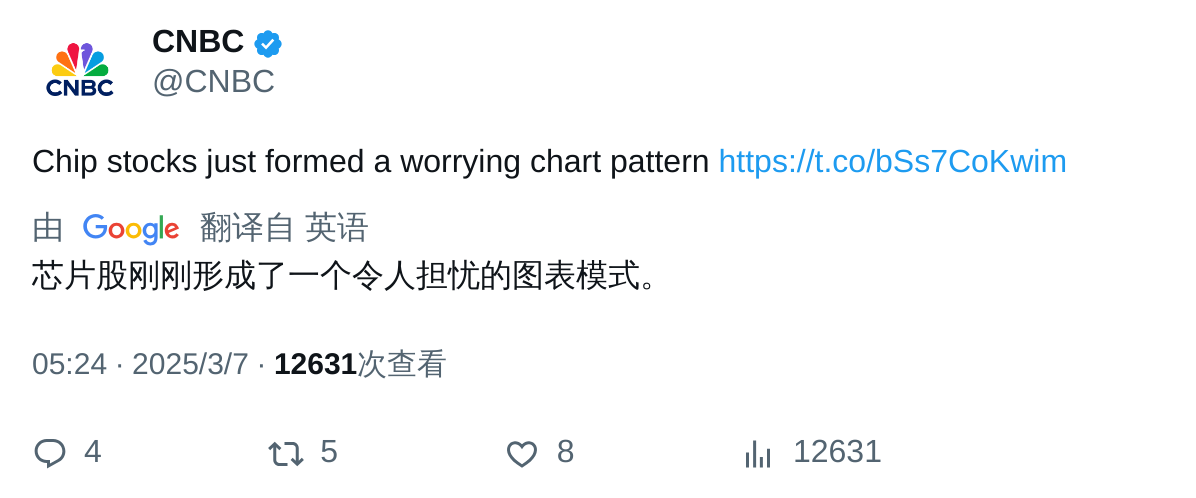 CNBC
CNBC
@CNBC
Chip stocks just formed a worrying chart pattern https://t.co/bSs7CoKwim
由 Google 翻译自 英语
芯片股刚刚形成了一个令人担忧的图表模式。
05:24 · 2025/3/7 · 12631次查看
4 5 8 12631